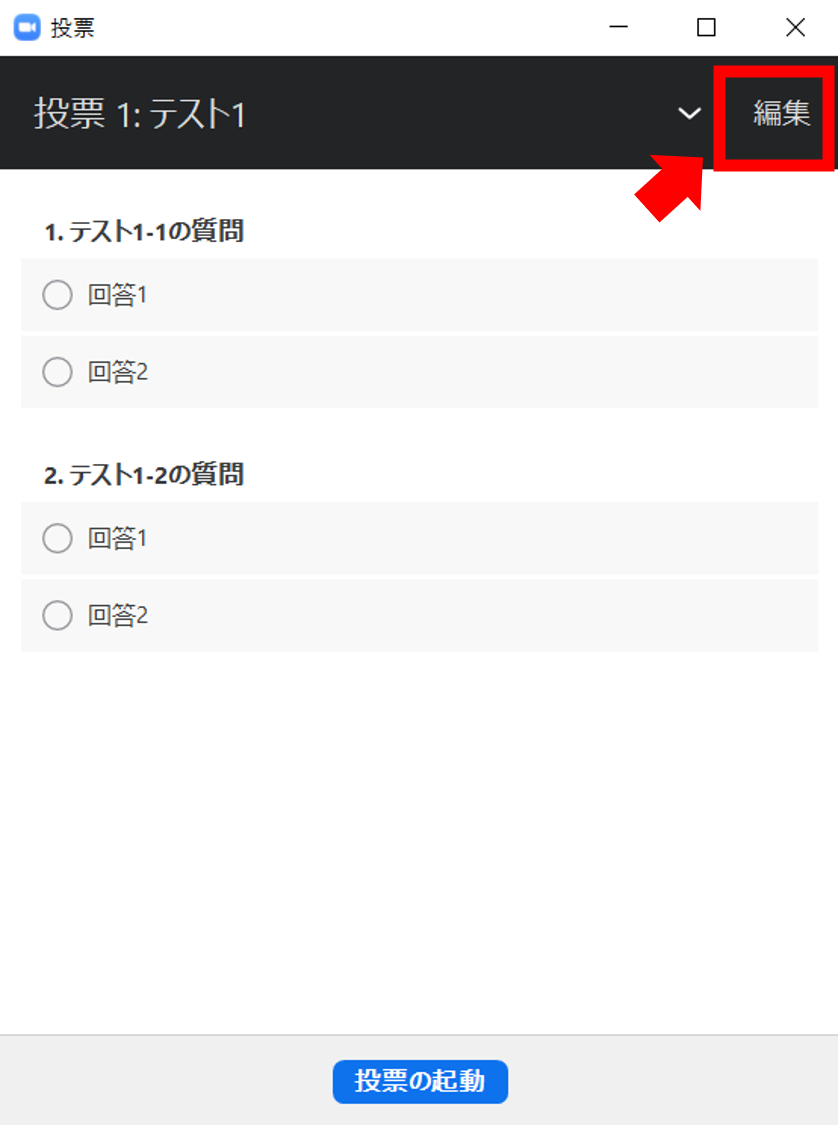 投票
投票 1: テスト1
編集
1. テスト1-1の質問
回答1
回答2
2. テスト1-2の質問
回答1
回答2
投票の起動